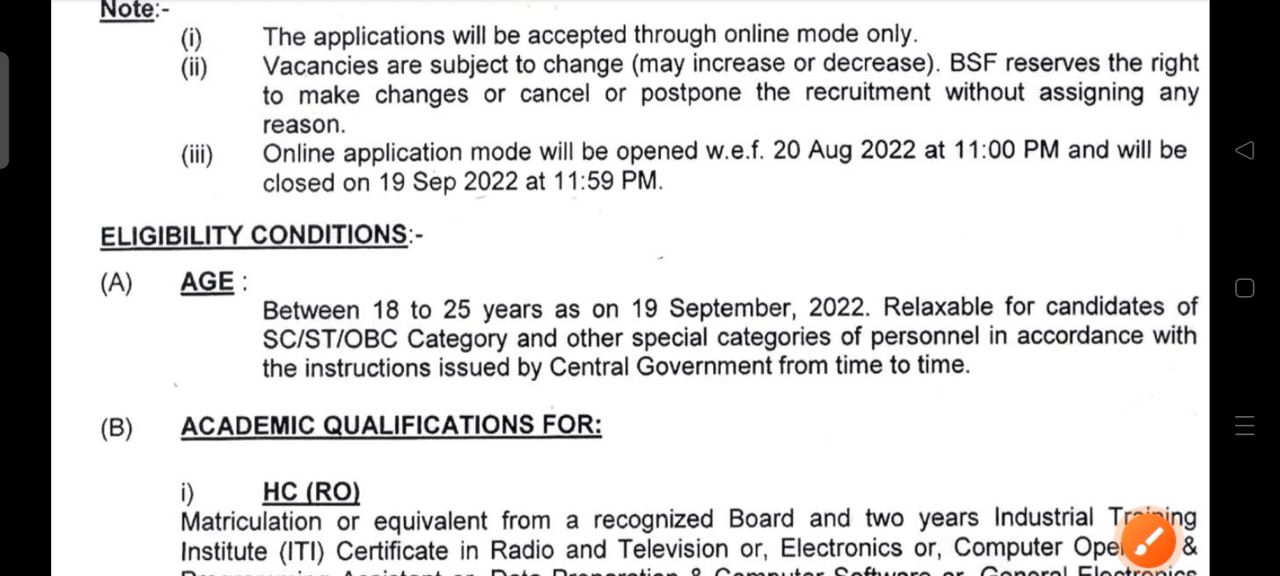 Note:-
(i) The applications will be accepted through online mode only.
(ii) Vacancies are subject to change (may increase or decrease). BSF reserves the right
to make changes or cancel or postpone the recruitment without assigning any
reason.
(iii) Online application mode will be opened w.e.f. 20 Aug 2022 at 11:00 PM and will be
closed on 19 Sep 2022 at 11:59 PM.
ELIGIBILITY CONDITIONS:-
(A) AGE :
Between 18 to 25 years as on 19 September, 2022. Relaxable for candidates of
SC/ST/OBC Category and other special categories of personnel in accordance with
the instructions issued by Central Government from time to time.
(B) ACADEMIC QUALIFICATIONS FOR:
i) HC (RO)
Matriculation or equivalent from a recognized Board and two years Industrial Training
Institute (ITI) Certificate in Radio and Television or, Electronics or, Computer &
Computer Software or General Electronics